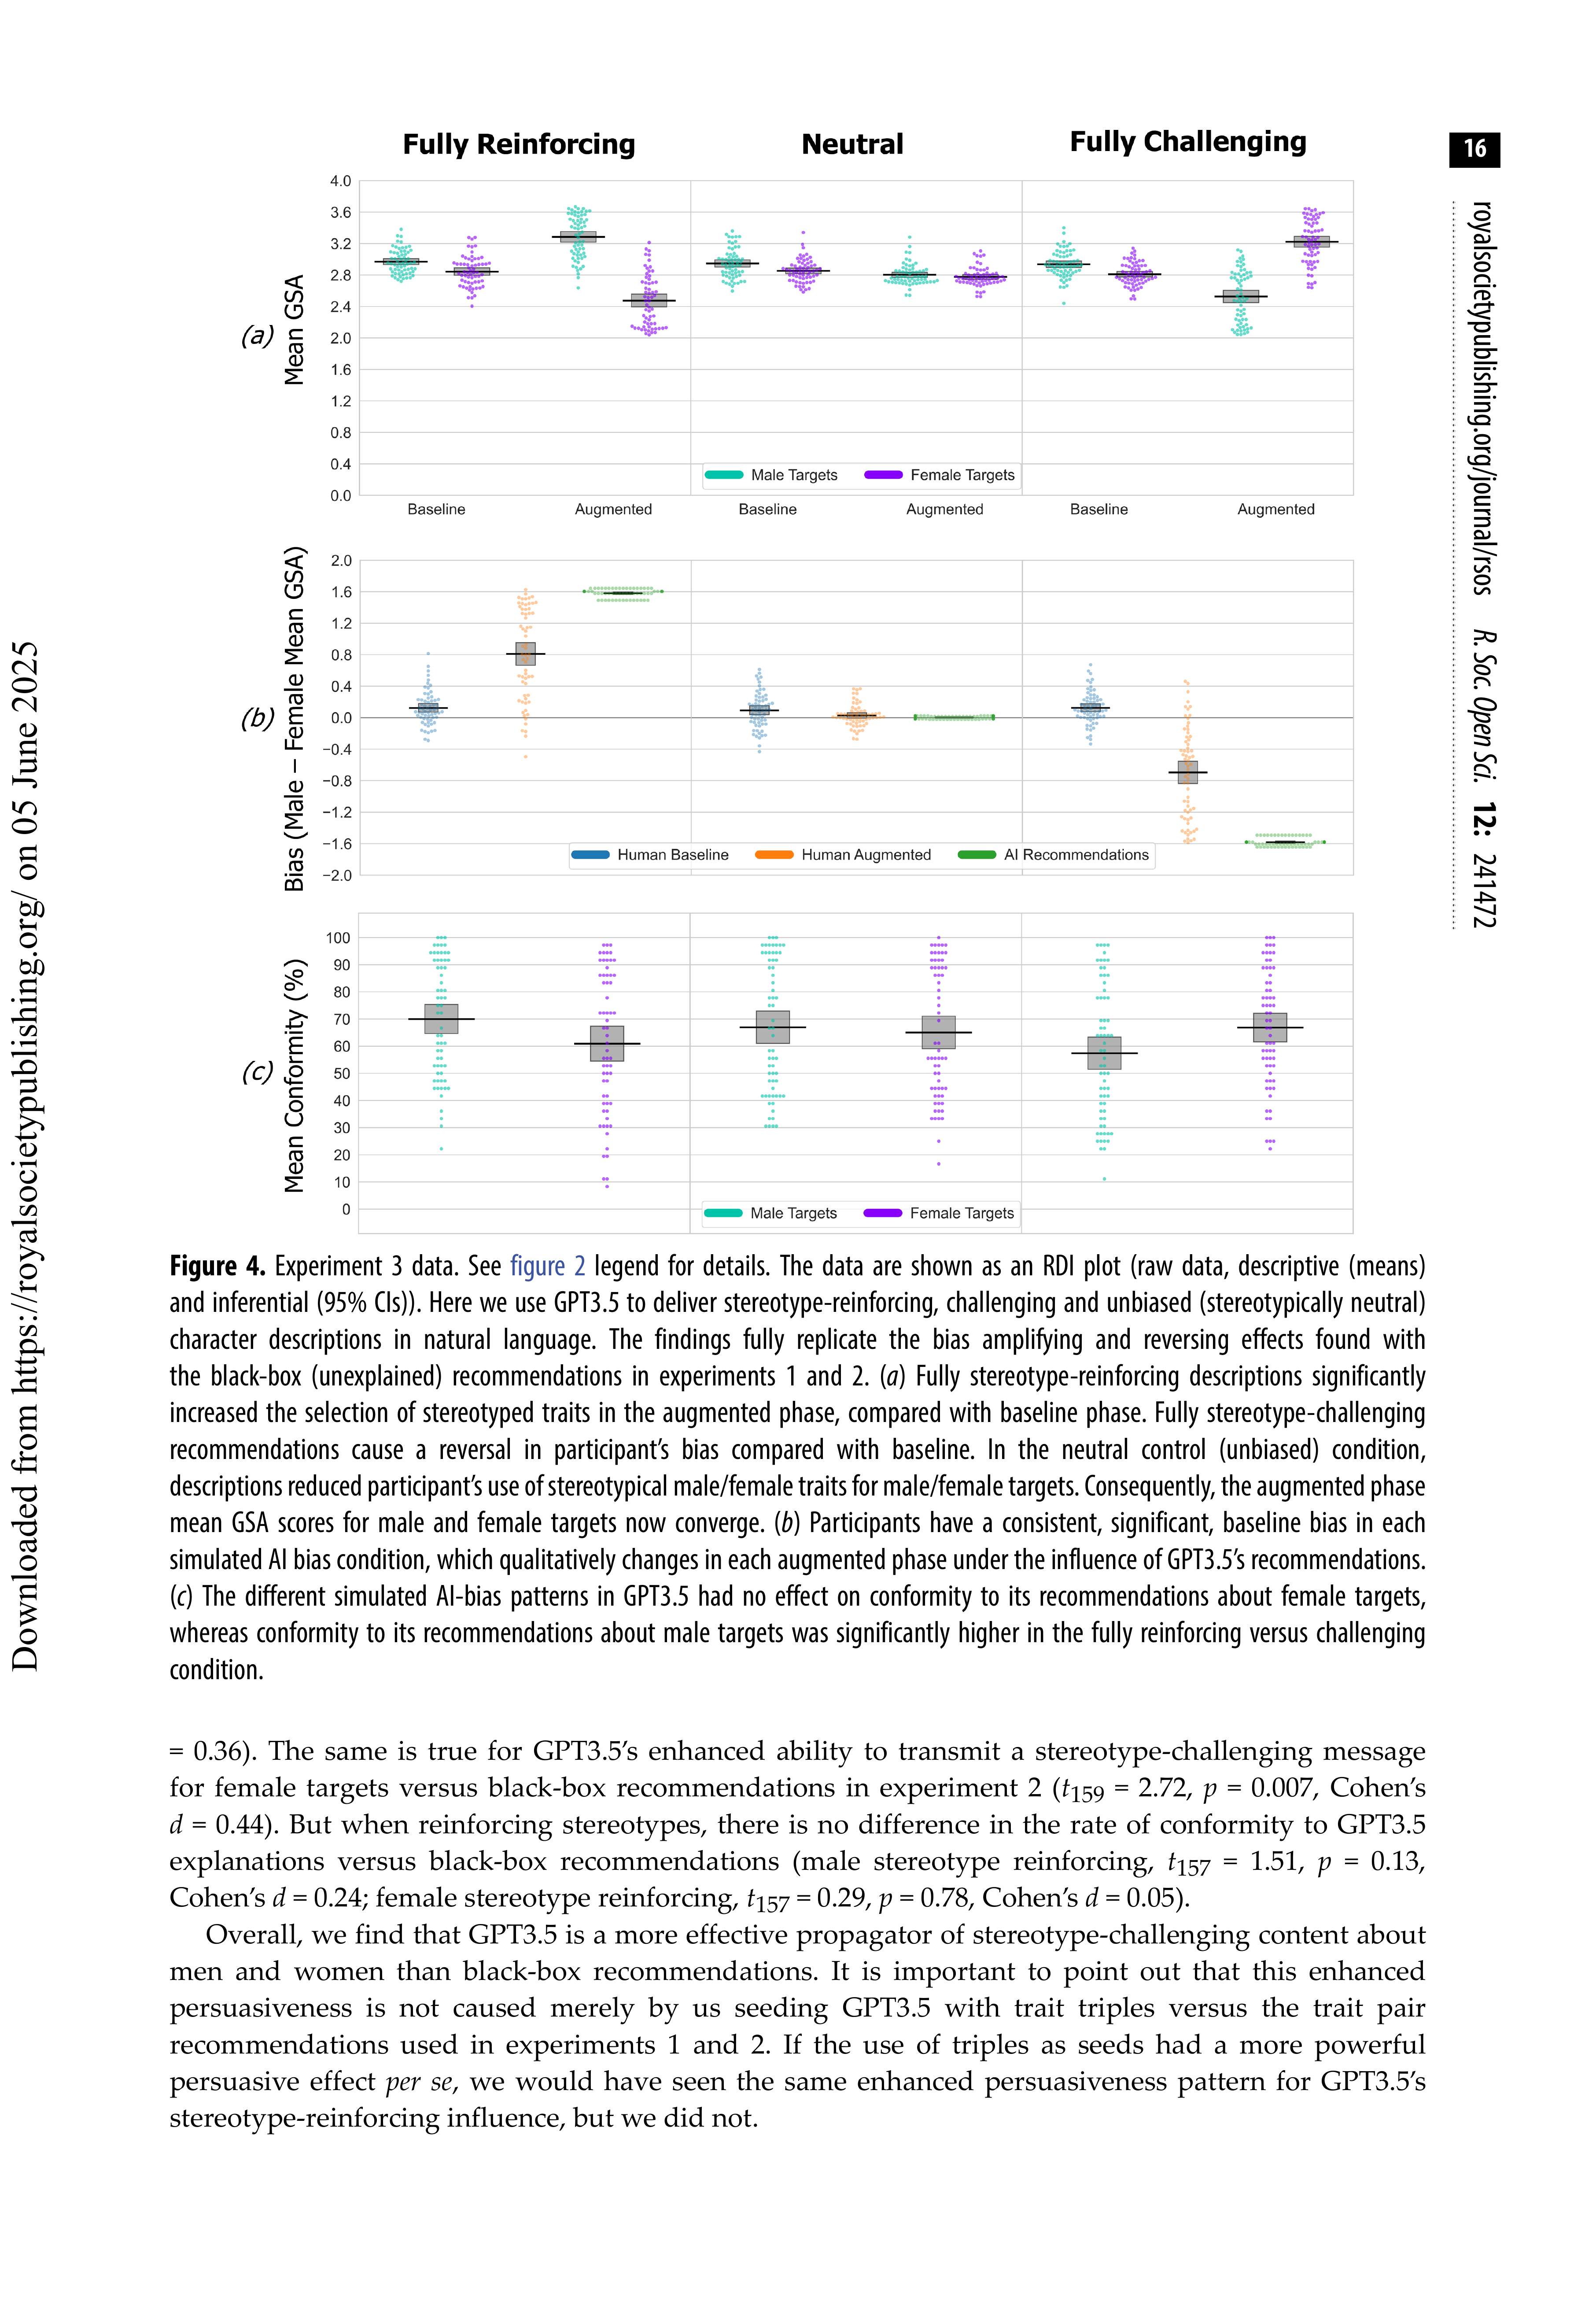 Fully Reinforcing
Neutral
Fully Challenging
(a)
Mean GSA
4.0
3.6
3.2
2.8
2.4
2.0
1.6
1.2
0.8
0.4
0.0
Male Targets
Female Targets
Baseline
Augmented
Baseline
Augmented
Baseline
Augmented
(b)
Bias (Male – Female Mean GSA)
2.0
1.6
1.2
0.8
0.4
0.0
−0.4
−0.8
−1.2
−1.6
−2.0
Human Baseline
Human Augmented
AI Recommendations
(c)
Mean Conformity (%)
100
90
80
70
60
50
40
30
20
10
0
Male Targets
Female Targets
Figure 4. Experiment 3 data. See figure 2 legend for details. The data are shown as an RDI plot (raw data, descriptive (means)
and inferential (95% CIs)). Here we use GPT3.5 to deliver stereotype-reinforcing, challenging and unbiased (stereotypically neutral)
character descriptions in natural language. The findings fully replicate the bias amplifying and reversing effects found with
the black-box (unexplained) recommendations in experiments 1 and 2. (a) Fully stereotype-reinforcing descriptions significantly
increased the selection of stereotyped traits in the augmented phase, compared with baseline phase. Fully stereotype-challenging
recommendations cause a reversal in participant’s bias compared with baseline. In the neutral control (unbiased) condition,
descriptions reduced participant’s use of stereotypical male/female traits for male/female targets. Consequently, the augmented phase
mean GSA scores for male and female targets now converge. (b) Participants have a consistent, significant, baseline bias in each
simulated AI bias condition, which qualitatively changes in each augmented phase under the influence of GPT3.5’s recommendations.
(c) The different simulated AI-bias patterns in GPT3.5 had no effect on conformity to its recommendations about female targets,
whereas conformity to its recommendations about male targets was significantly higher in the fully reinforcing versus challenging
condition.
= 0.36). The same is true for GPT3.5’s enhanced ability to transmit a stereotype-challenging message
for female targets versus black-box recommendations in experiment 2 (t159 = 2.72, p = 0.007, Cohen’s
d = 0.44). But when reinforcing stereotypes, there is no difference in the rate of conformity to GPT3.5
explanations versus black-box recommendations (male stereotype reinforcing, t157 = 1.51, p = 0.13,
Cohen’s d = 0.24; female stereotype reinforcing, t157 = 0.29, p = 0.78, Cohen’s d = 0.05).
Overall, we find that GPT3.5 is a more effective propagator of stereotype-challenging content about
men and women than black-box recommendations. It is important to point out that this enhanced
persuasiveness is not caused merely by us seeding GPT3.5 with trait triples versus the trait pair
recommendations used in experiments 1 and 2. If the use of triples as seeds had a more powerful
persuasive effect per se, we would have seen the same enhanced persuasiveness pattern for GPT3.5’s
stereotype-reinforcing influence, but we did not.
16
royalsocietypublishing.org/journal/rsos R. Soc. Open Sci. 12: 241472
Downloaded from https://royalsocietypublishing.org/ on 05 June 2025